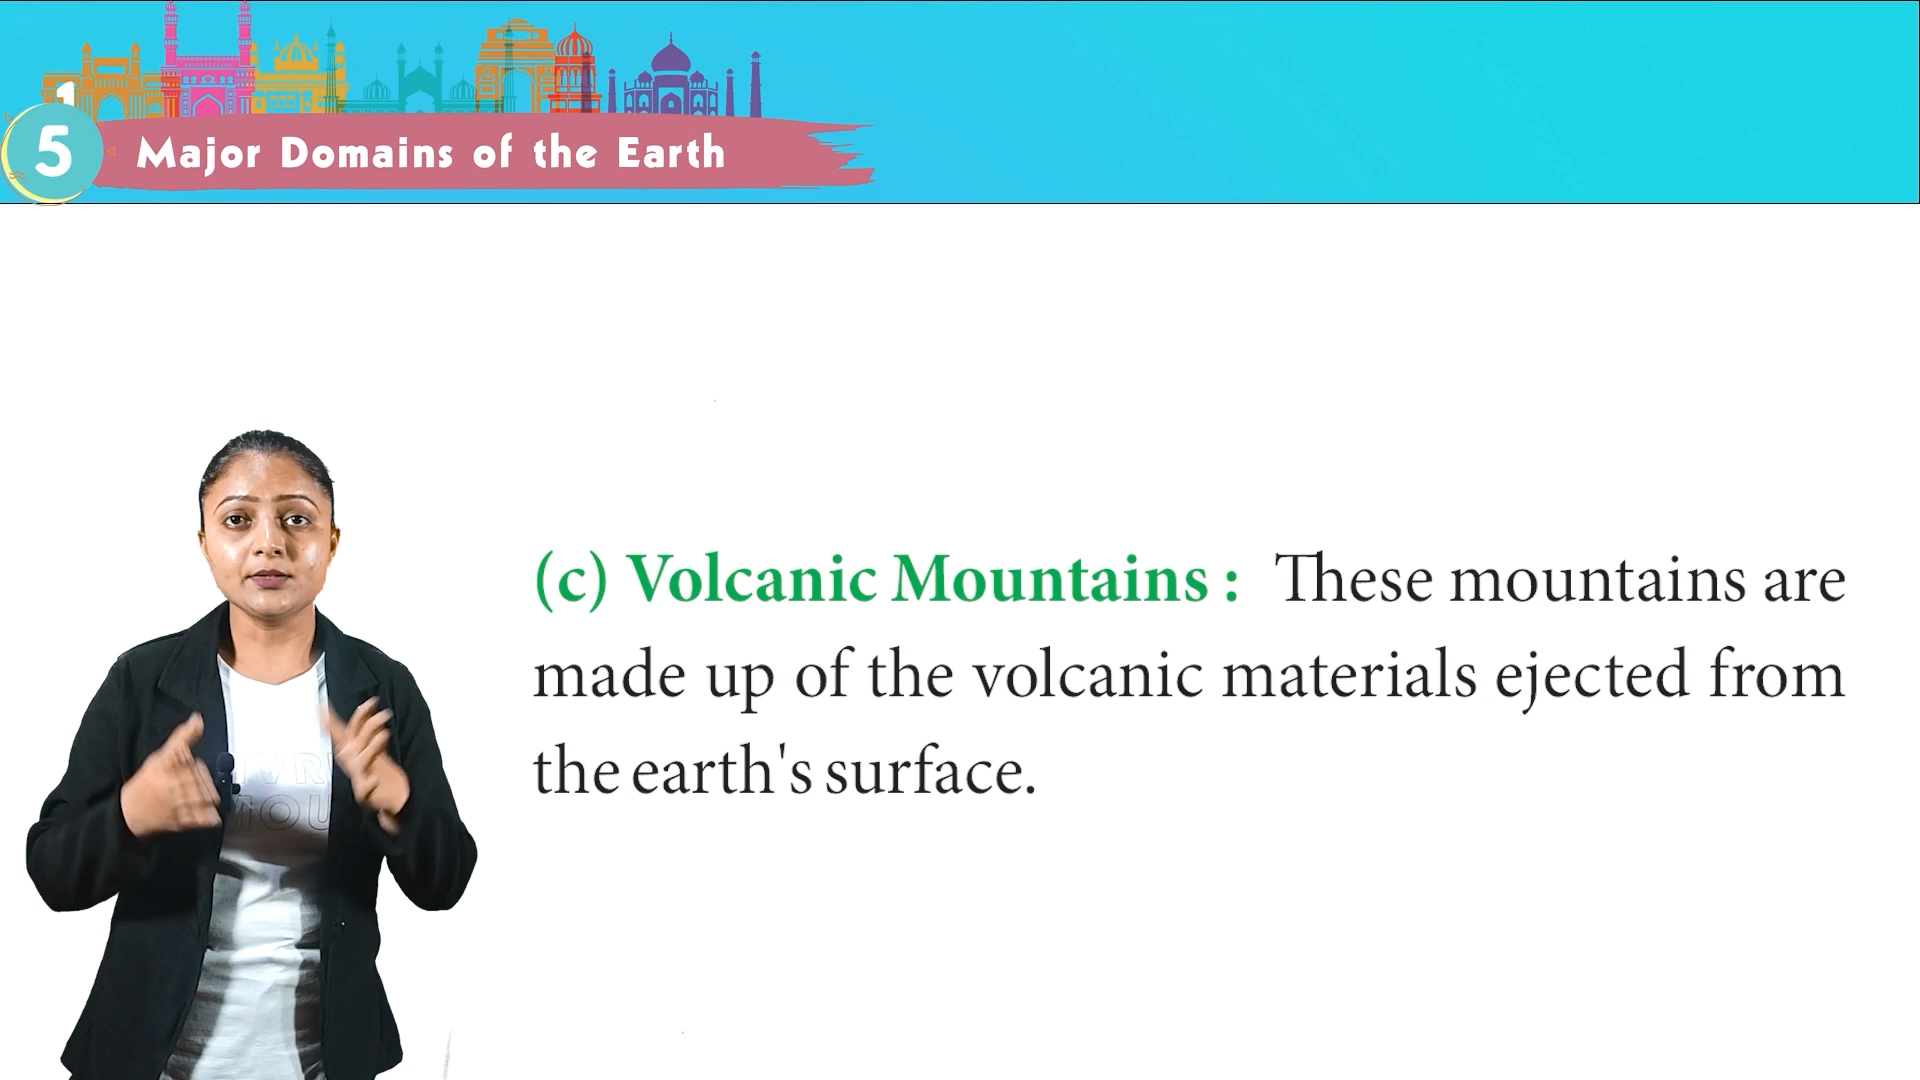 1
5
Major Domains of the Earth
(c) Volcanic Mountains : These mountains are
made up of the volcanic materials ejected from
the earth's surface.